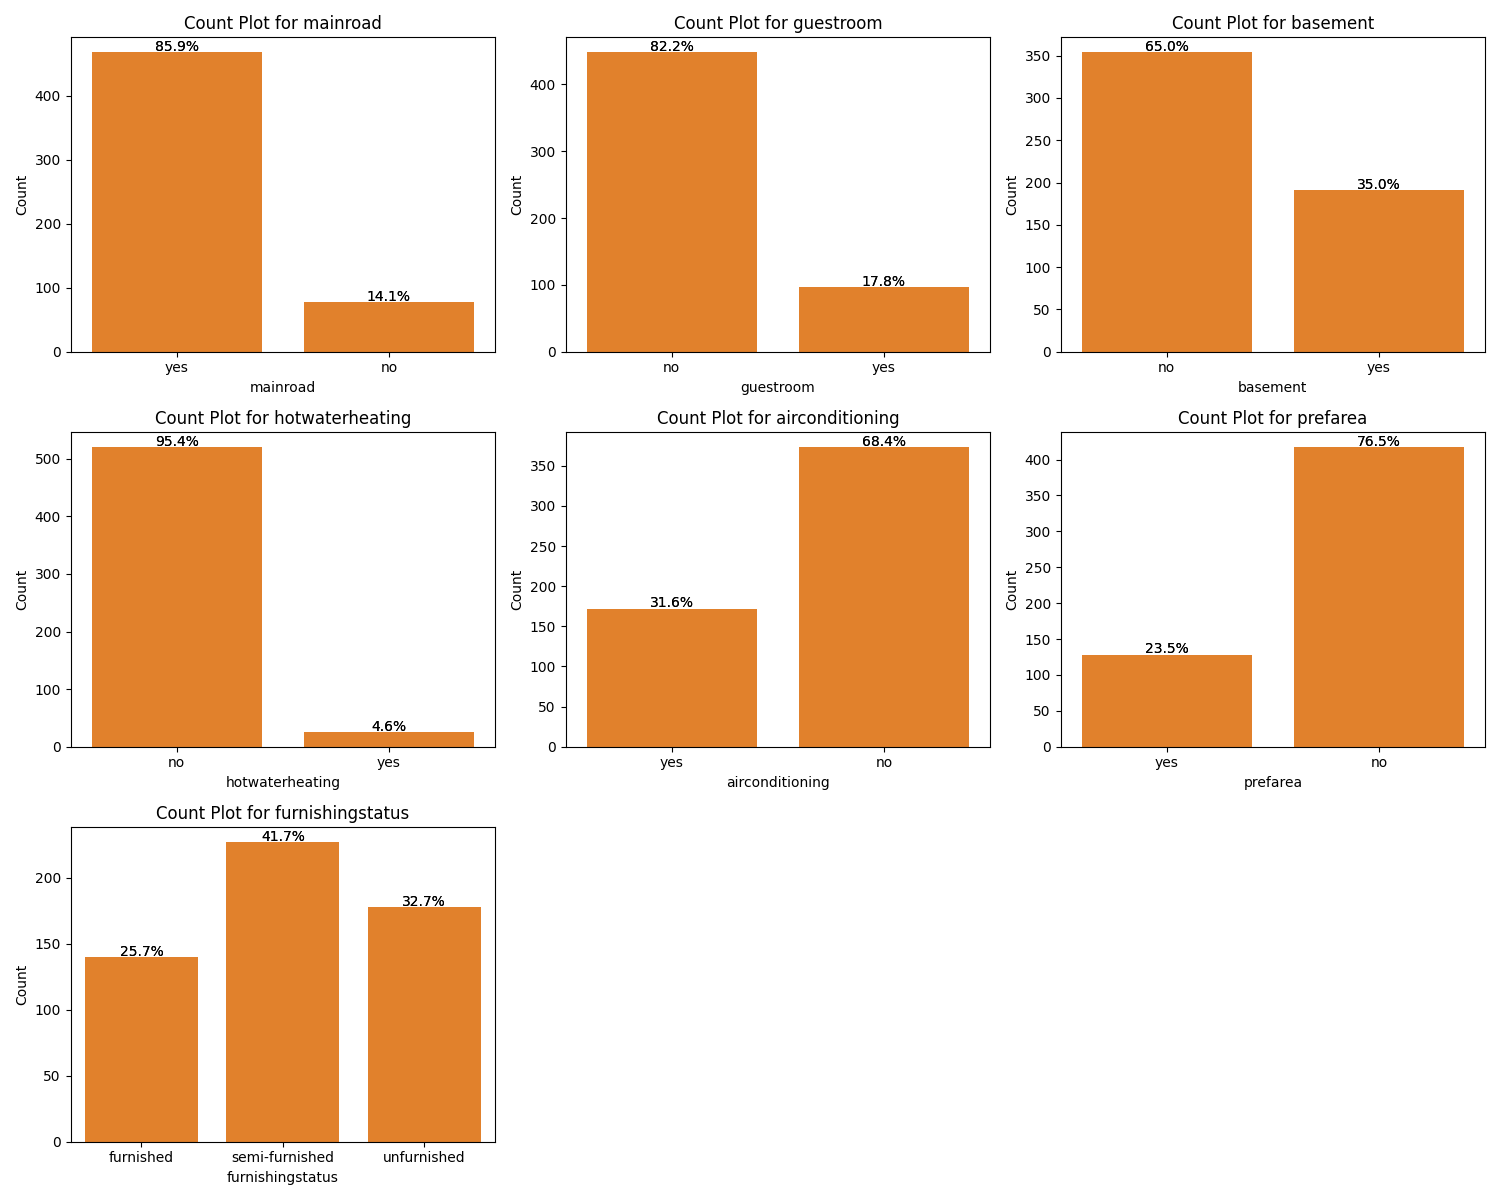 Count Plot for mainroad
85.9%
14.1%
400
300
200
100
0
Count
yes
no
mainroad
Count Plot for guestroom
82.2%
17.8%
400
300
200
100
0
Count
no
yes
guestroom
Count Plot for basement
65.0%
35.0%
350
300
250
200
150
100
50
0
Count
no
yes
basement
Count Plot for hotwaterheating
95.4%
4.6%
500
400
300
200
100
0
Count
no
yes
hotwaterheating
Count Plot for airconditioning
68.4%
31.6%
350
300
250
200
150
100
50
0
Count
yes
no
airconditioning
Count Plot for prefarea
76.5%
23.5%
400
350
300
250
200
150
100
50
0
Count
yes
no
prefarea
Count Plot for furnishingstatus
41.7%
32.7%
25.7%
200
150
100
50
0
Count
furnished
semi-furnished
unfurnished
furnishingstatus